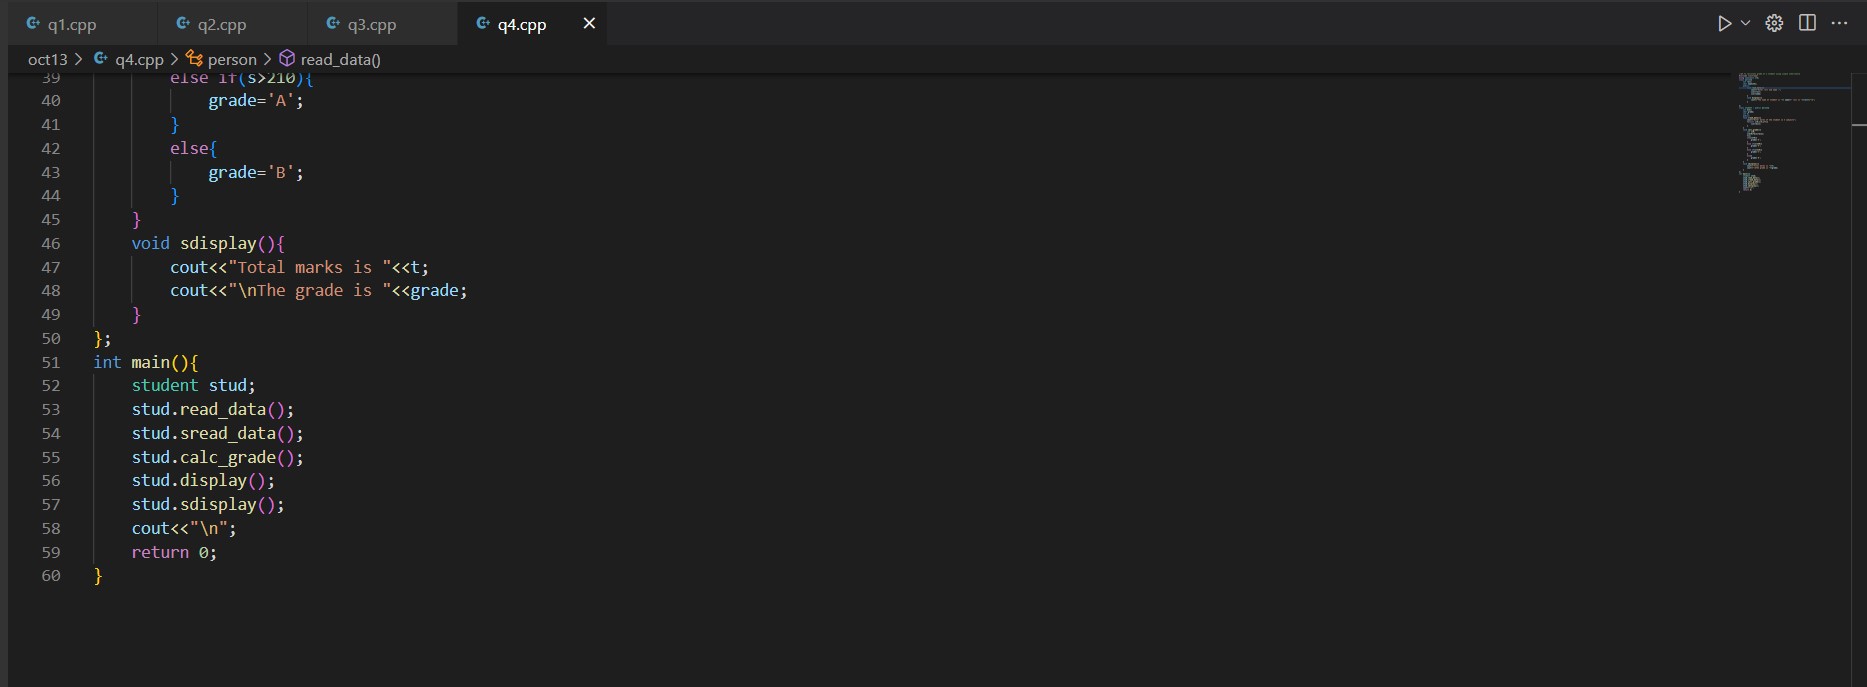 q1.cpp q2.cpp q3.cpp q4.cpp
oct13 > q4.cpp > person > read_data()
39 else if(s>210){
40 grade='A';
41 }
42 else{
43 grade='B';
44 }
45 }
46 void sdisplay(){
47 cout<<"Total marks is "<<t;
48 cout<<"\nThe grade is "<<grade;
49 }
50 };
51 int main(){
52 student stud;
53 stud.read_data();
54 stud.sread_data();
55 stud.calc_grade();
56 stud.display();
57 stud.sdisplay();
58 cout<<"\n";
59 return 0;
60 }